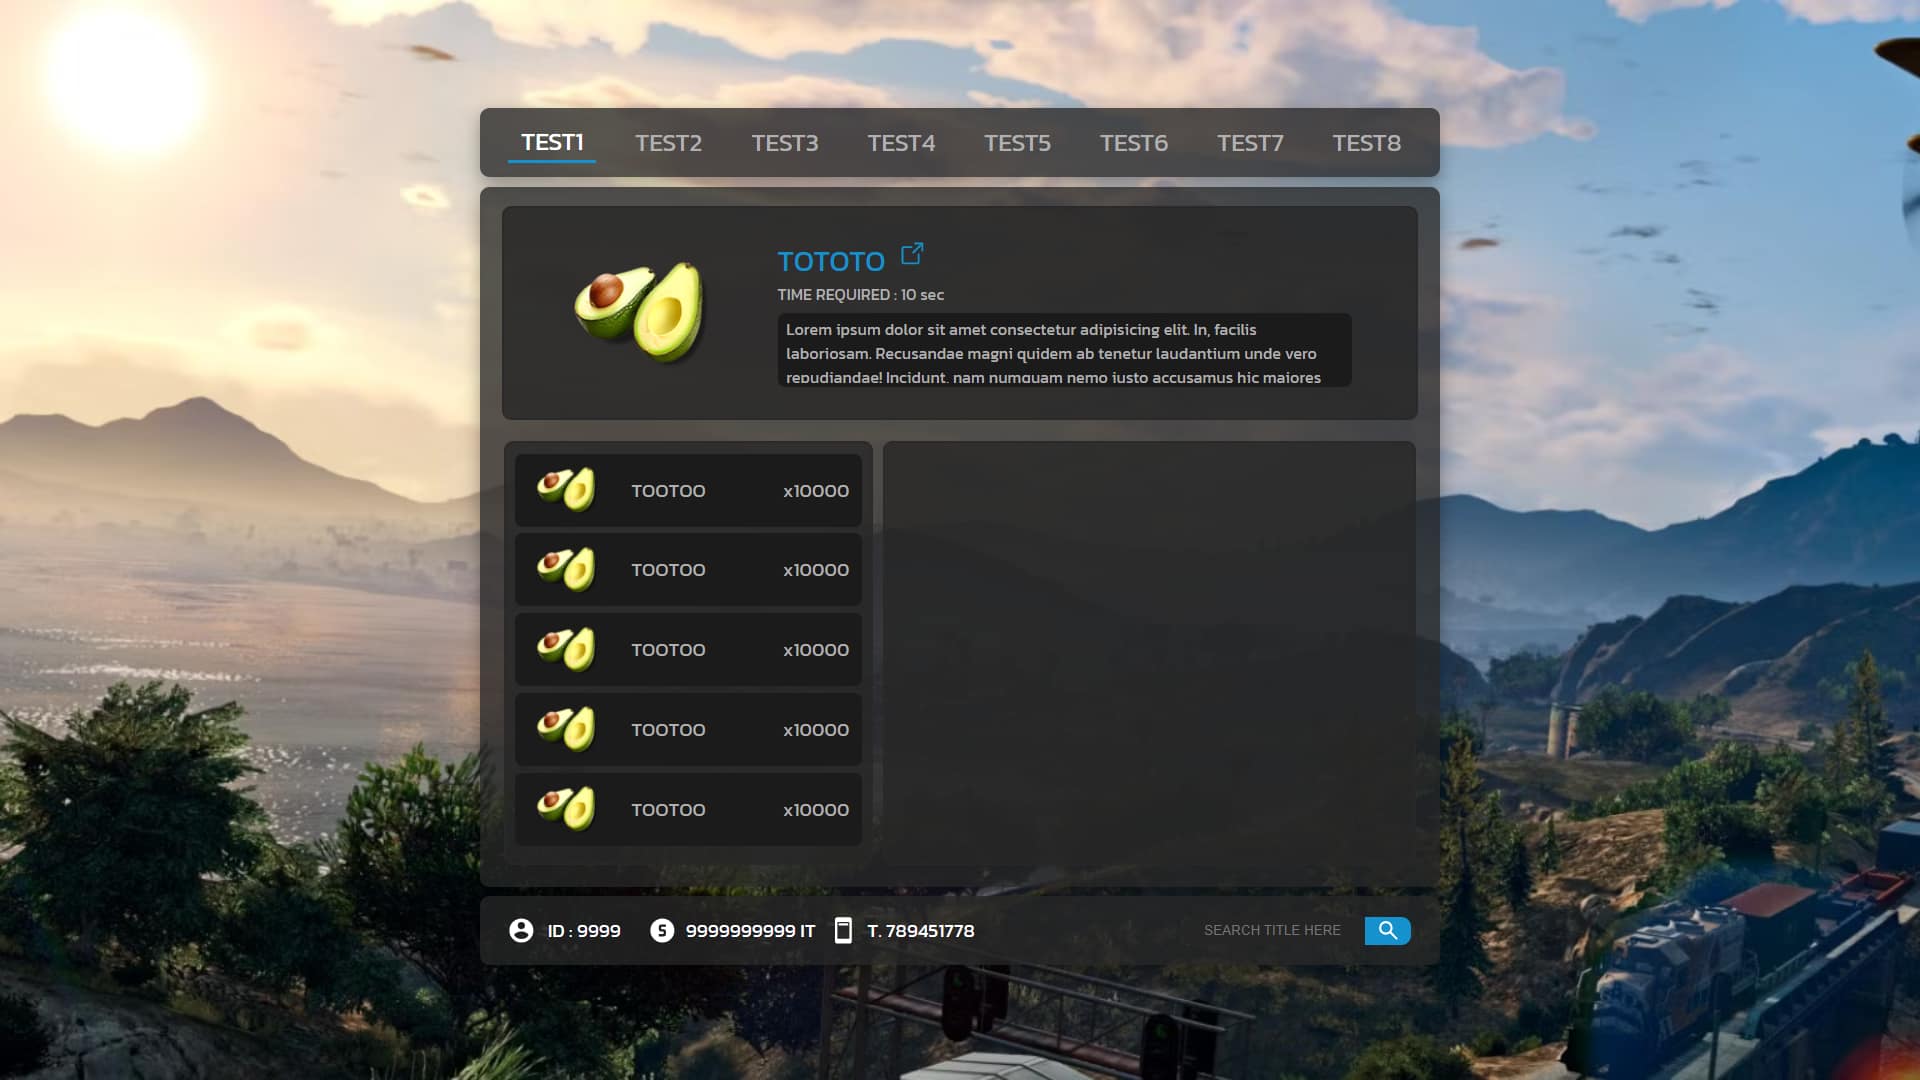 TEST1 TEST2 TEST3 TEST4 TEST5 TEST6 TEST7 TEST8
TOTOTO
TIME REQUIRED : 10 sec
Lorem ipsum dolor sit amet consectetur adipisicing elit. In, facilis
laboriosam. Recusandae magni quidem ab tenetur laudantium unde vero
repudiandae! Incidunt, nam numquam nemo iusto accusamus hic maiores
TOOTOO x10000
TOOTOO x10000
TOOTOO x10000
TOOTOO x10000
TOOTOO x10000
ID : 9999 9999999999 IT T. 789451778 SEARCH TITLE HERE